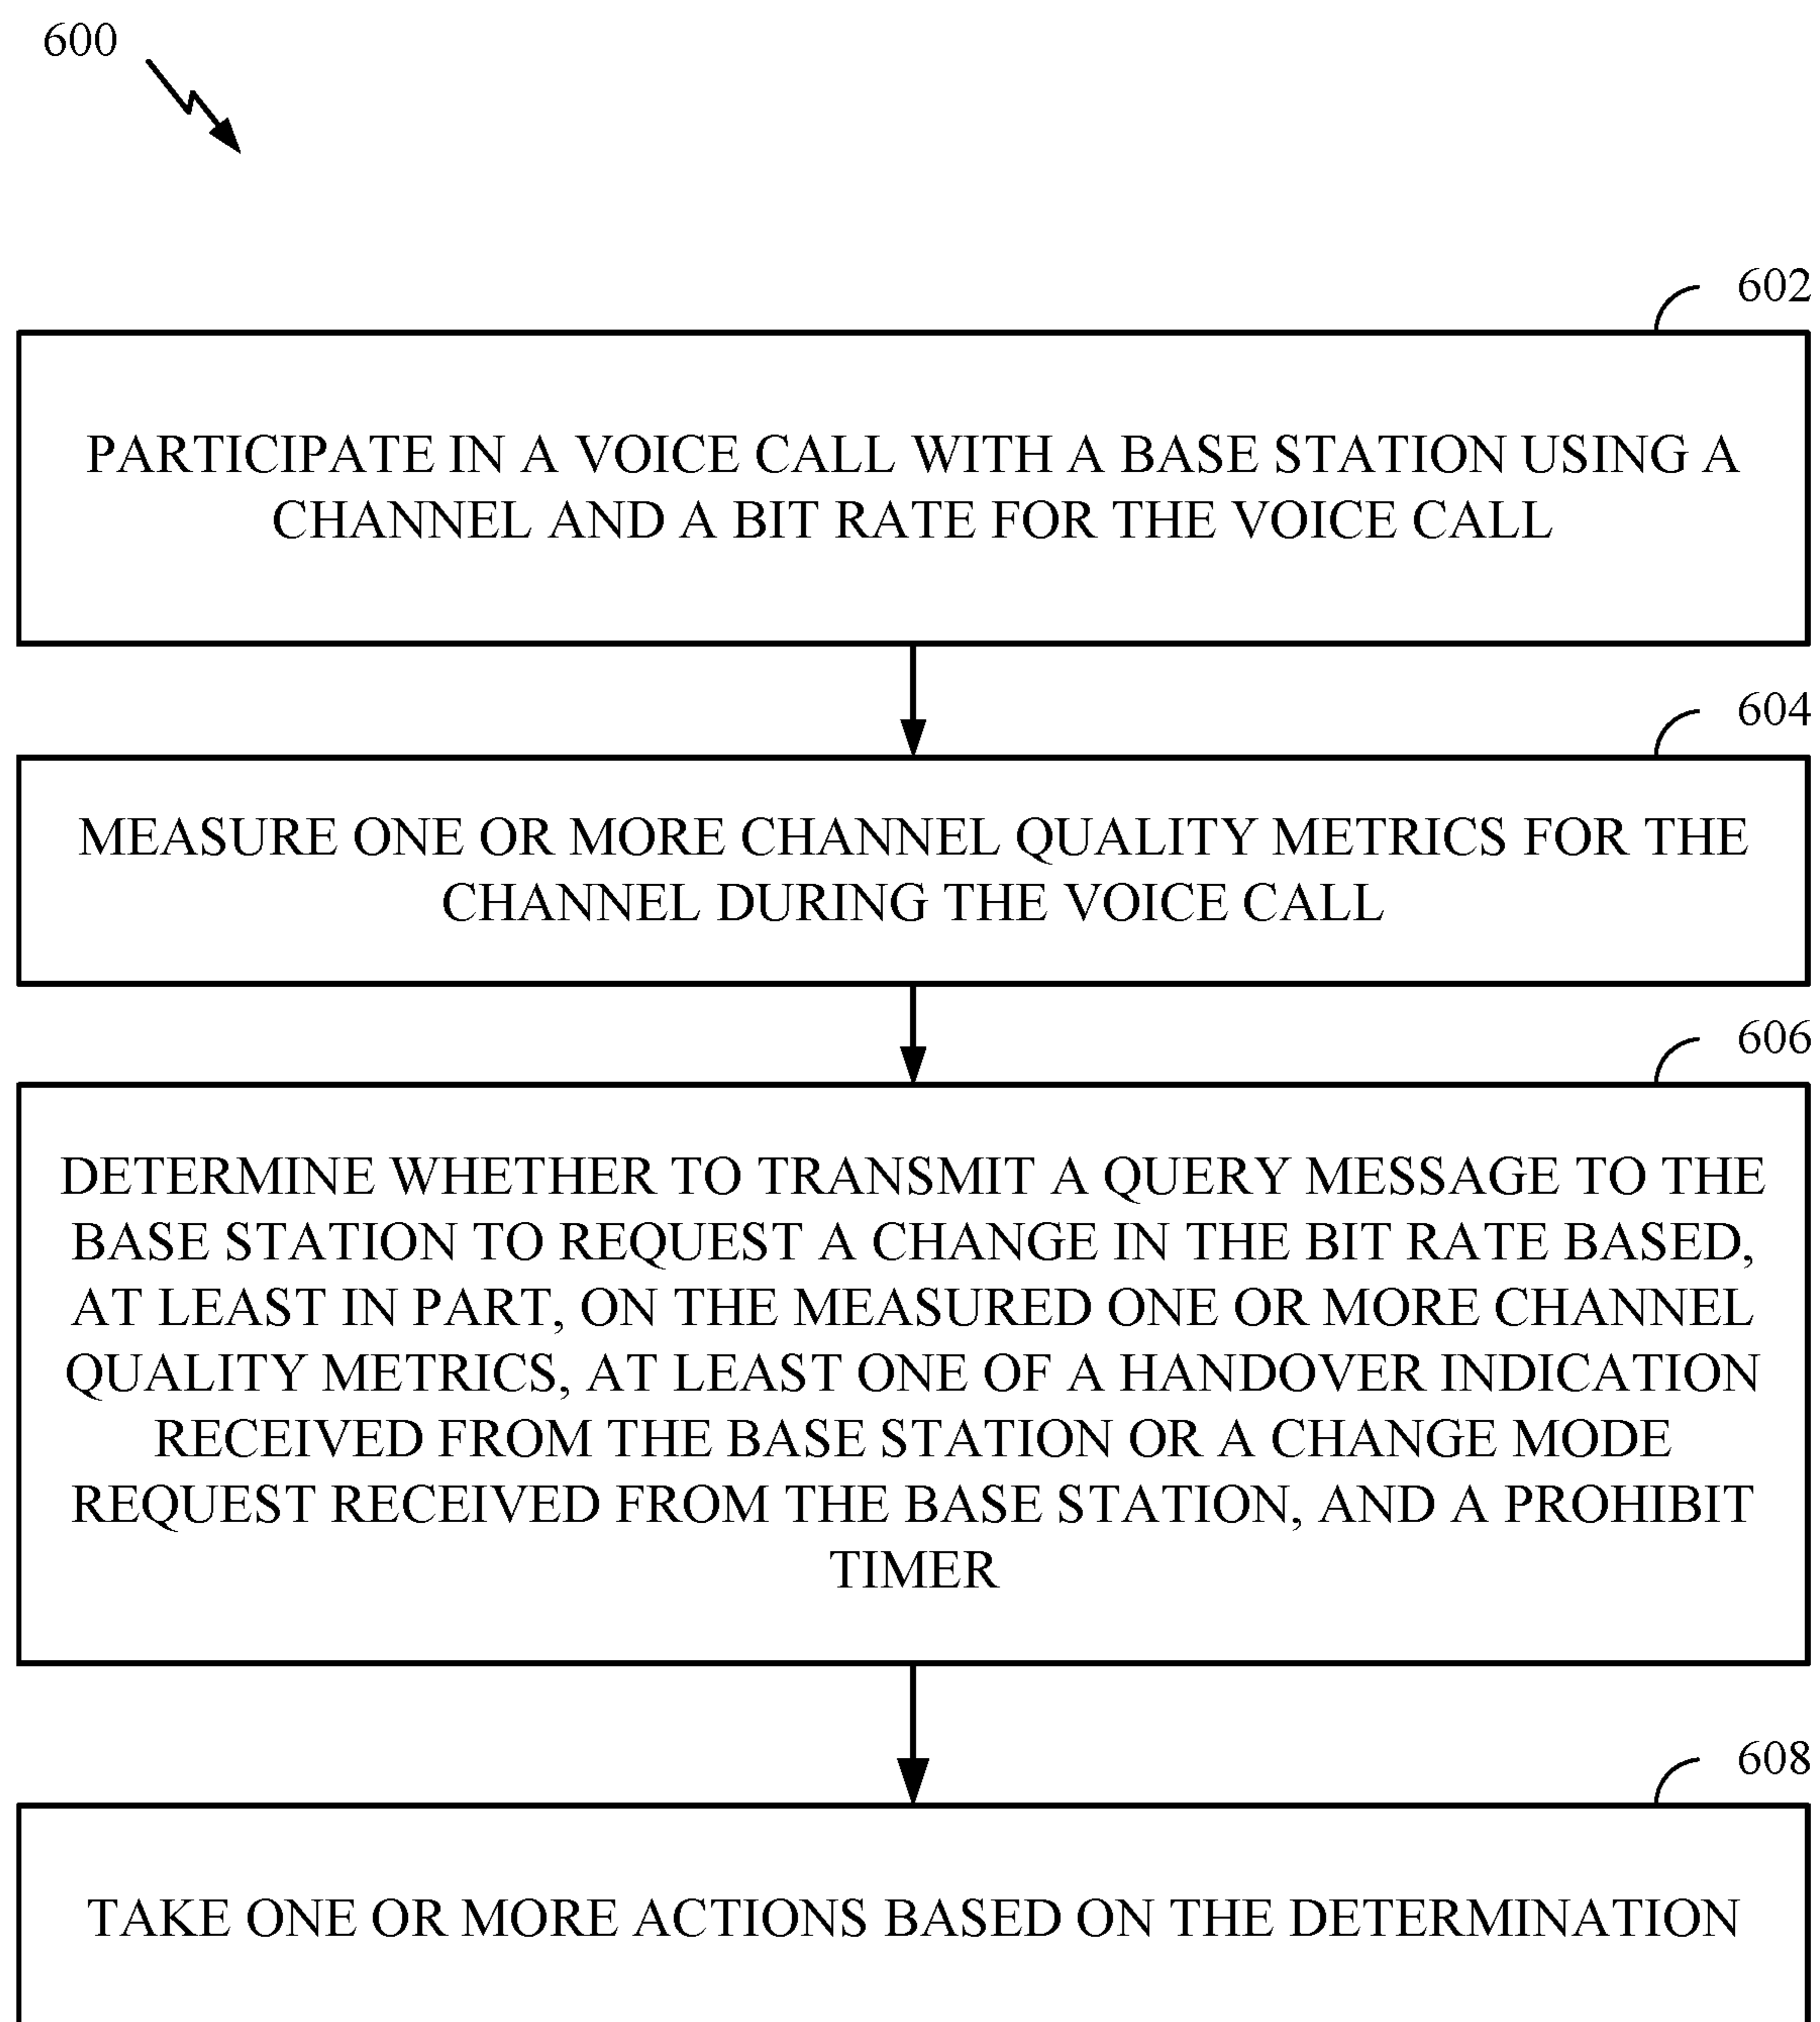 600
602
PARTICIPATE IN A VOICE CALL WITH A BASE STATION USING A
CHANNEL AND A BIT RATE FOR THE VOICE CALL
604
MEASURE ONE OR MORE CHANNEL QUALITY METRICS FOR THE
CHANNEL DURING THE VOICE CALL
606
DETERMINE WHETHER TO TRANSMIT A QUERY MESSAGE TO THE
BASE STATION TO REQUEST A CHANGE IN THE BIT RATE BASED,
AT LEAST IN PART, ON THE MEASURED ONE OR MORE CHANNEL
QUALITY METRICS, AT LEAST ONE OF A HANDOVER INDICATION
RECEIVED FROM THE BASE STATION OR A CHANGE MODE
REQUEST RECEIVED FROM THE BASE STATION, AND A PROHIBIT
TIMER
608
TAKE ONE OR MORE ACTIONS BASED ON THE DETERMINATION